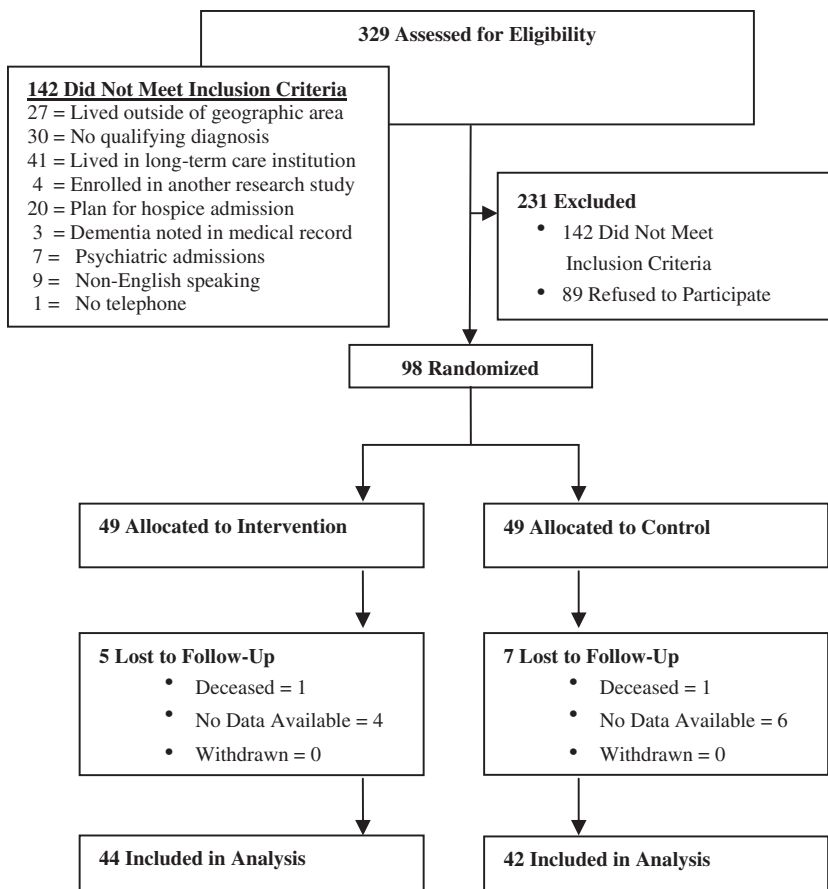 329 Assessed for Eligibility
142 Did Not Meet Inclusion Criteria
27 = Lived outside of geographic area
30 = No qualifying diagnosis
41 = Lived in long-term care institution
4 = Enrolled in another research study
20 = Plan for hospice admission
3 = Dementia noted in medical record
7 = Psychiatric admissions
9 = Non-English speaking
1 = No telephone
231 Excluded
• 142 Did Not Meet
Inclusion Criteria
• 89 Refused to Participate
98 Randomized
49 Allocated to Intervention
49 Allocated to Control
5 Lost to Follow-Up
• Deceased = 1
• No Data Available = 4
• Withdrawn = 0
7 Lost to Follow-Up
• Deceased = 1
• No Data Available = 6
• Withdrawn = 0
44 Included in Analysis
42 Included in Analysis